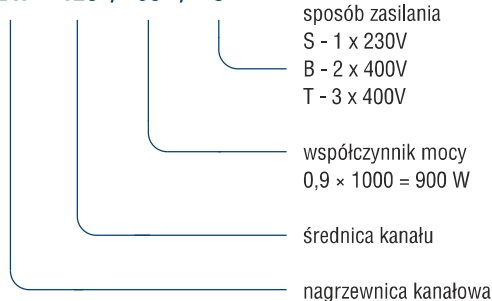 sposób zasilania
S - 1 x 230V
B - 2 x 400V
T - 3 x 400V
współczynnik mocy
0,9 × 1000 = 900 W
średnica kanału
nagrzewnica kanałowa